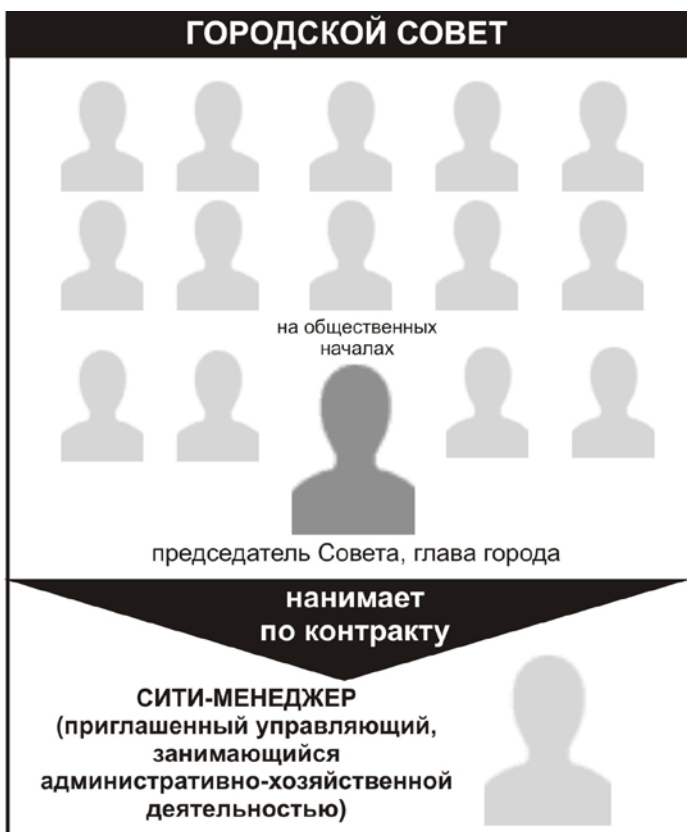 ГОРОДСКОЙ СОВЕТ
на общественных
началах
председатель Совета, глава города
нанимает
по контракту
СИТИ-МЕНЕДЖЕР
(приглашенный управляющий,
занимающийся
административно-хозяйственной
деятельностью)